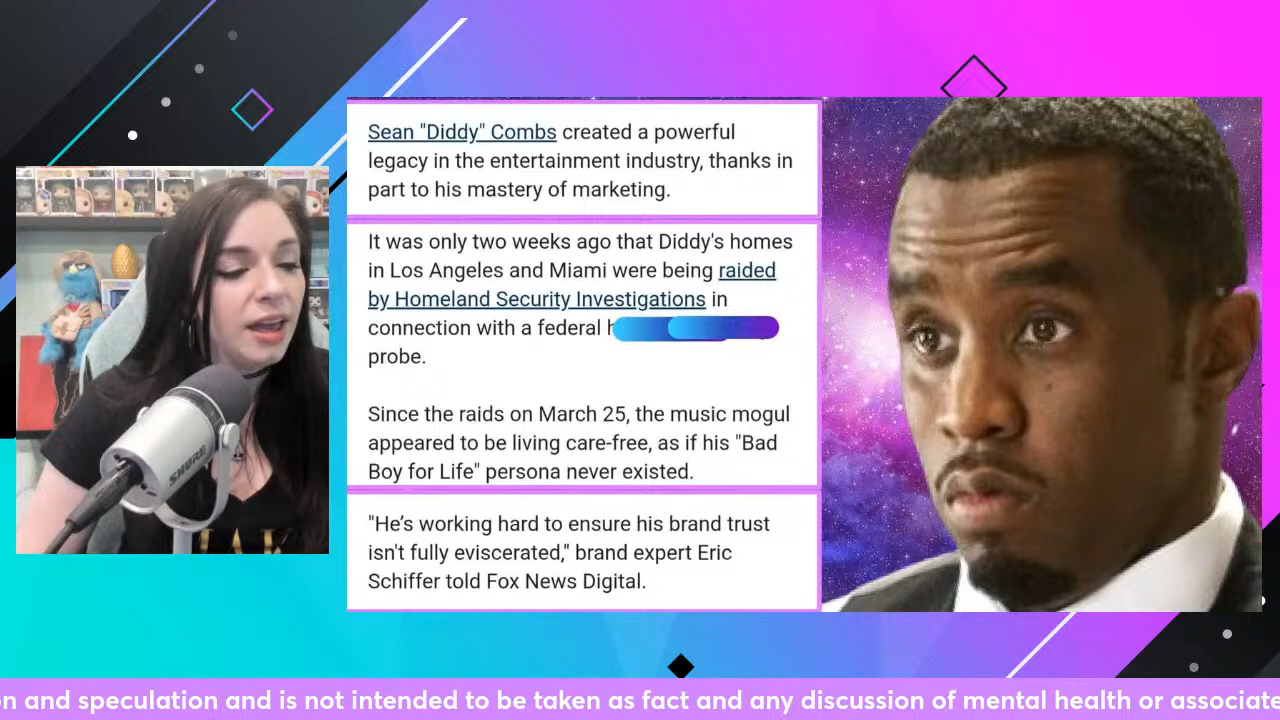 Sean "Diddy" Combs created a powerful
legacy in the entertainment industry, thanks in
part to his mastery of marketing.
It was only two weeks ago that Diddy's homes
in Los Angeles and Miami were being raided
by Homeland Security Investigations in
connection with a federal
probe.
Since the raids on March 25, the music mogul
appeared to be living care-free, as if his "Bad
Boy for Life" persona never existed.
"He's working hard to ensure his brand trust
isn't fully eviscerated," brand expert Eric
Schiffer told Fox News Digital.
SHURE
and speculation and is not intended to be taken as fact and any discussion of mental health or